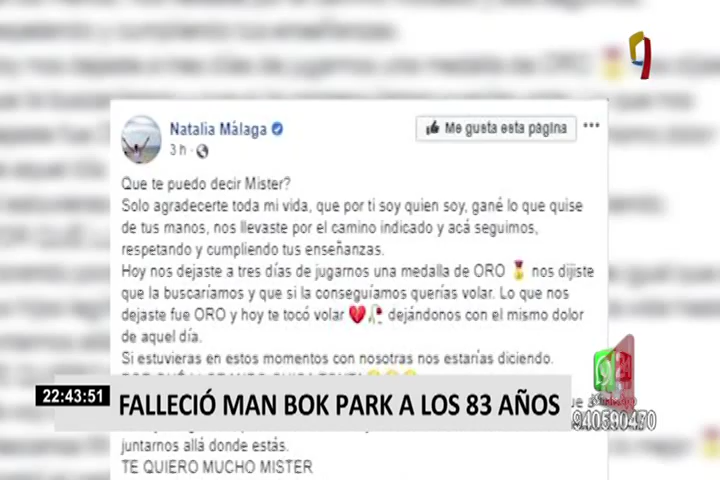 9
Natalia Málaga
3 h
Me gusta esta página
Que te puedo decir Mister?
Solo agradecerte toda mi vida, que por ti soy quien soy, gané lo que quise
de tus manos, nos llevaste por el camino indicado y acá seguimos,
respetando y cumpliendo tus enseñanzas.
Hoy nos dejaste a tres días de jugarnos una medalla de ORO 🏅 nos dijiste
que la buscaríamos y que si la conseguíamos querías volar. Lo que nos
dejaste fue ORO y hoy te tocó volar 💔🥀 dejándonos con el mismo dolor
de aquel día.
Si estuvieras en estos momentos con nosotras nos estarías diciendo.
22:43:51
FALLECIÓ MAN BOK PARK A LOS 83 AÑOS
WhatsApp
940590470
juntarnos allá donde estás.
TE QUIERO MUCHO MISTER